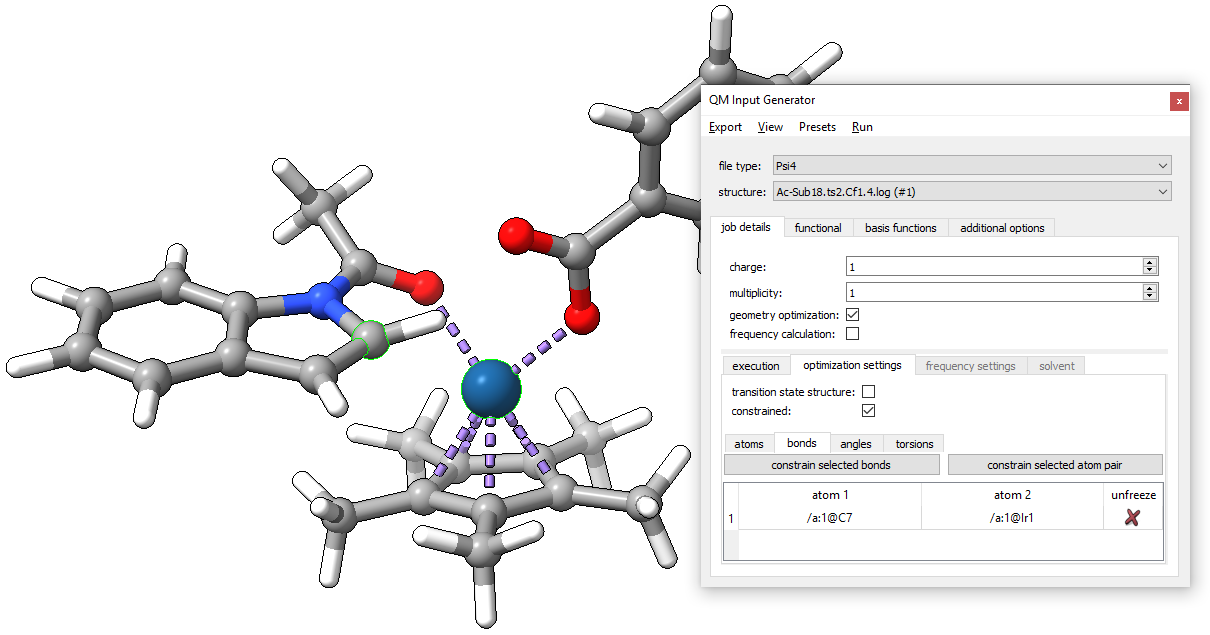 QM Input Generator
x
Export View Presets Run
file type: Psi4
structure: Ac-Sub18.ts2.Cf1.4.log (#1)
job details functional basis functions additional options
charge: 1
multiplicity: 1
geometry optimization:
frequency calculation:
execution optimization settings frequency settings solvent
transition state structure:
constrained:
atoms bonds angles torsions
constrain selected bonds constrain selected atom pair
atom 1 atom 2 unfreeze
1 /a:1@C7 /a:1@Ir1